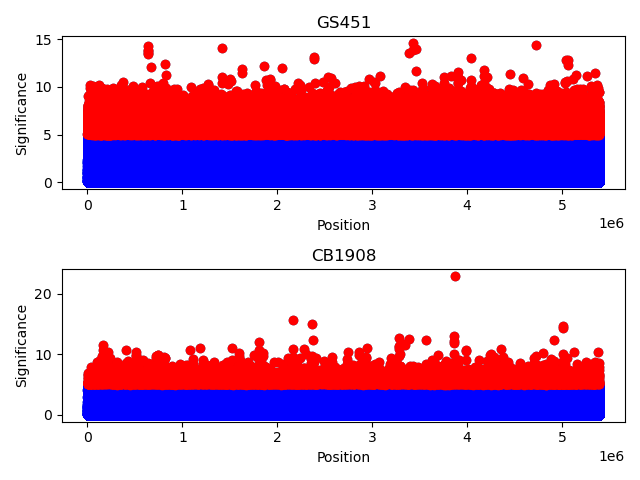 GS451
15
10
5
0
Significance
0 1 2 3 4 5
1e6
Position
CB1908
20
10
0
Significance
0 1 2 3 4 5
1e6
Position